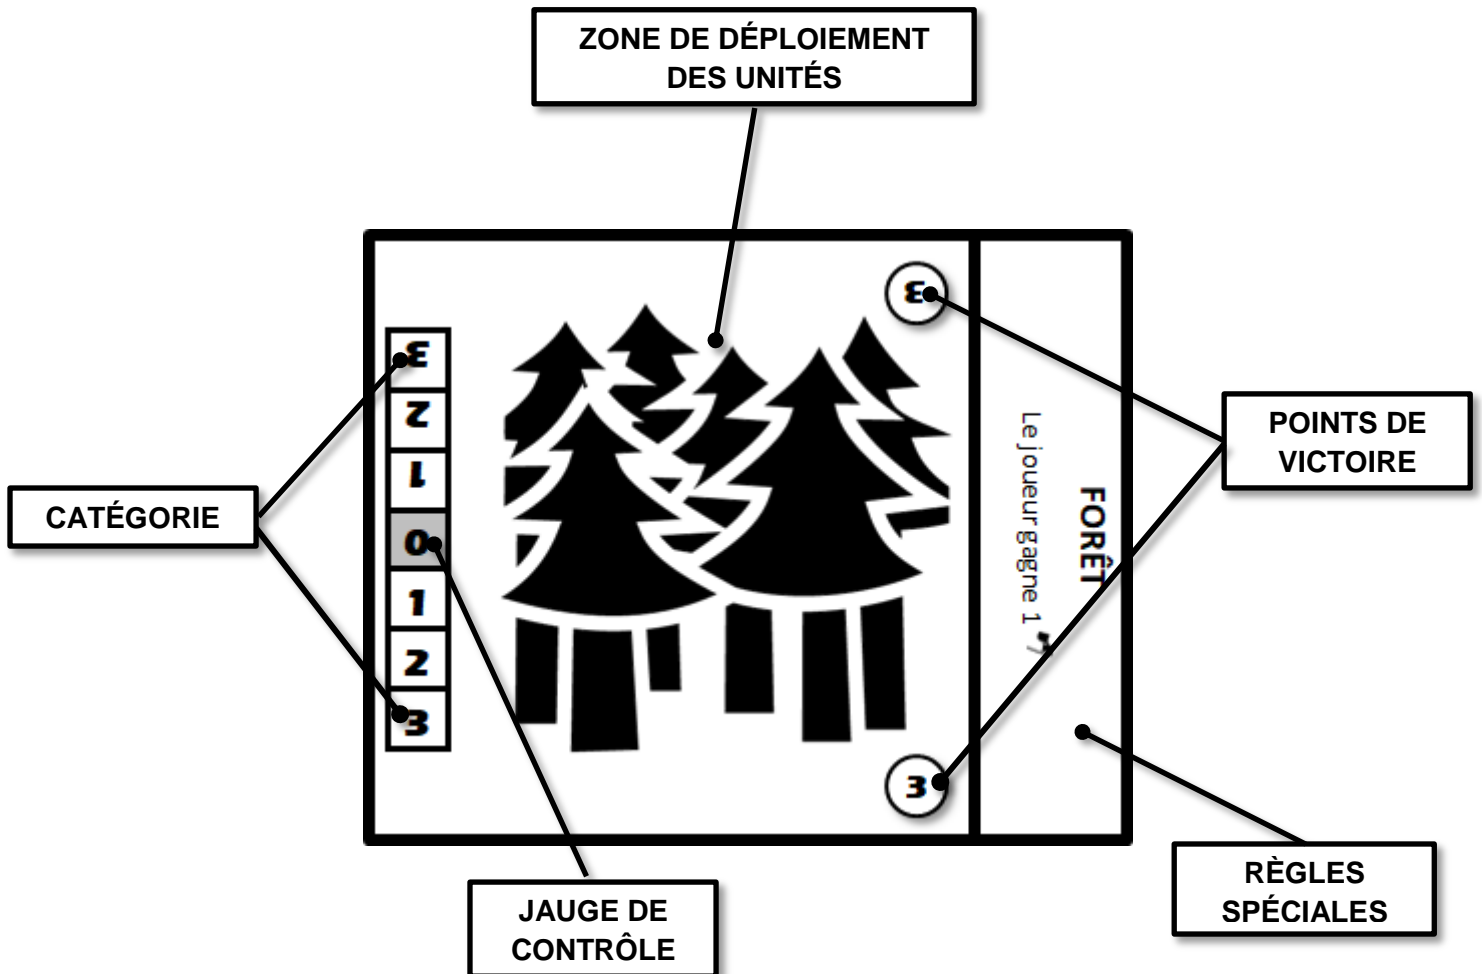 ZONE DE DÉPLOIEMENT
DES UNITÉS
3
3
2
1
0
1
2
3
3
FORÊT
Le joueur gagne 1
CATÉGORIE
POINTS DE
VICTOIRE
JAUGE DE
CONTRÔLE
RÈGLES
SPÉCIALES